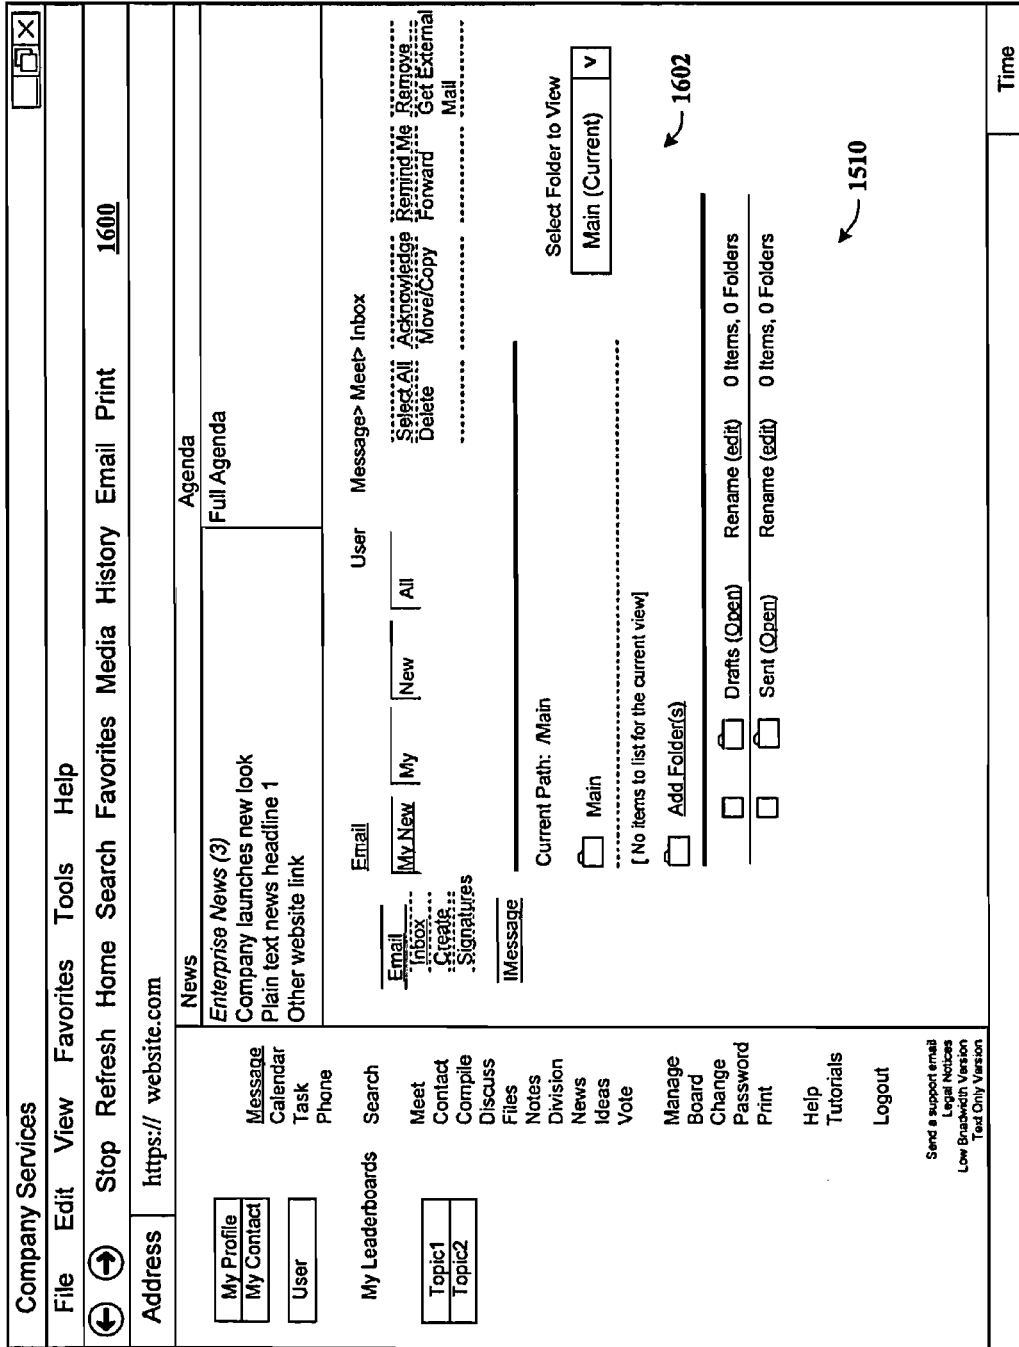 Company Services
File Edit View Favorites Tools Help
Stop Refresh Home Search Favorites Media History Email Print 1600
Address https:// website.com
News Agenda
Enterprise News (3) Full Agenda
Company launches new look
Plain text news headline 1
Other website link
My Profile
My Contact
User
My Leaderboards
Topic1
Topic2
Message
Calendar
Task
Phone
Search
Meet
Contact
Compile
Discuss
Files
Notes
Division
News
Ideas
Vote
Manage
Board
Change
Password
Print
Help
Tutorials
Logout
Send a support email
Legal Notices
Low Bnadwidth Version
Text Only Version
Email
Inbox
Create
Signatures
IMessage
Email User Message> Meet> Inbox
My New My New All
Select All Acknowledge Remind Me Remove
Delete Move/Copy Forward Get External
Mail
Current Path: /Main
Select Folder to View
Main
Main (Current) V
[ No items to list for the current view]
1602
Add Folder(s)
Drafts (Open) Rename (edit) 0 Items, 0 Folders
Sent (Open) Rename (edit) 0 Items, 0 Folders
1510
Time